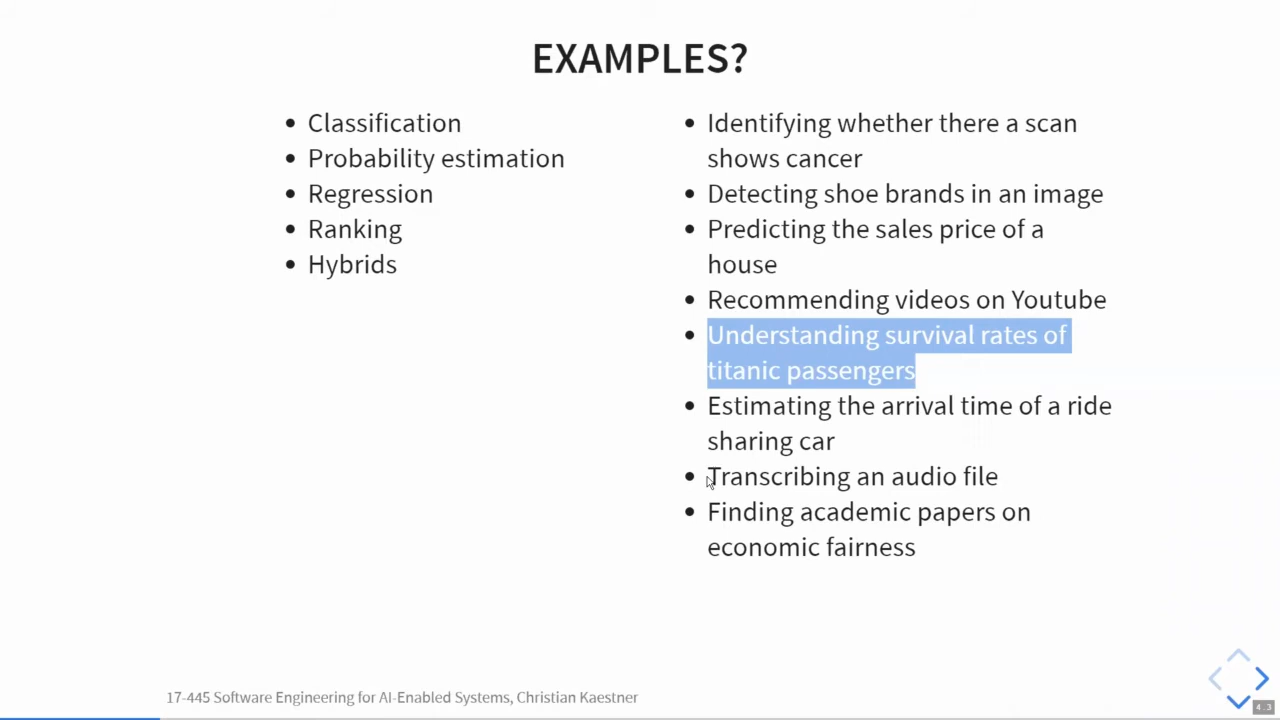 EXAMPLES?
• Classification
• Probability estimation
• Regression
• Ranking
• Hybrids
• Identifying whether there a scan
shows cancer
• Detecting shoe brands in an image
• Predicting the sales price of a
house
• Recommending videos on Youtube
• Understanding survival rates of
titanic passengers
• Estimating the arrival time of a ride
sharing car
• Transcribing an audio file
• Finding academic papers on
economic fairness
17-445 Software Engineering for AI-Enabled Systems, Christian Kaestner
4.3